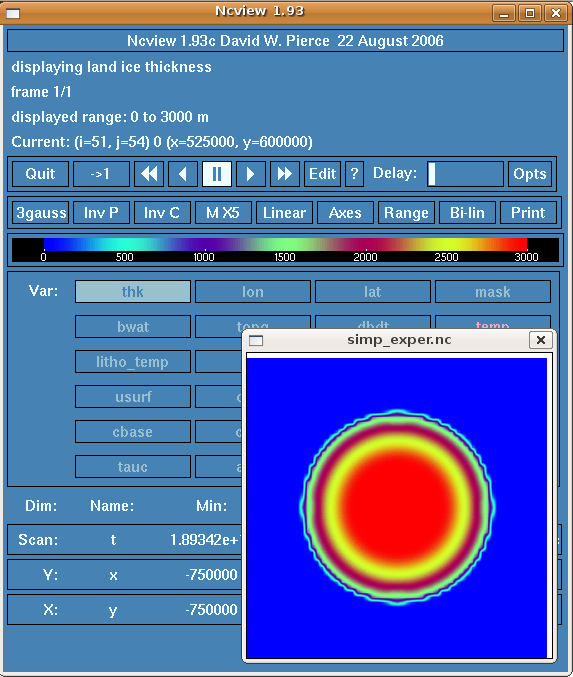 Ncview 1.93
Ncview 1.93c David W. Pierce 22 August 2006
displaying land ice thickness
frame 1/1
displayed range: 0 to 3000 m
Current: (i=51, j=54) 0 (x=525000, y=600000)
Quit ->1 Edit ? Delay: Opts
3gauss Inv P Inv C M X5 Linear Axes Range Bi-lin Print
0 500 1000 1500 2000 2500 3000
Var: thk lon lat mask
bwat topg dbdt temp
simp_exper.nc
litho_temp
usurf
cbase
tauc
Dim: Name: Min:
Scan: t 1.89342e+
Y: x -750000
X: y -750000